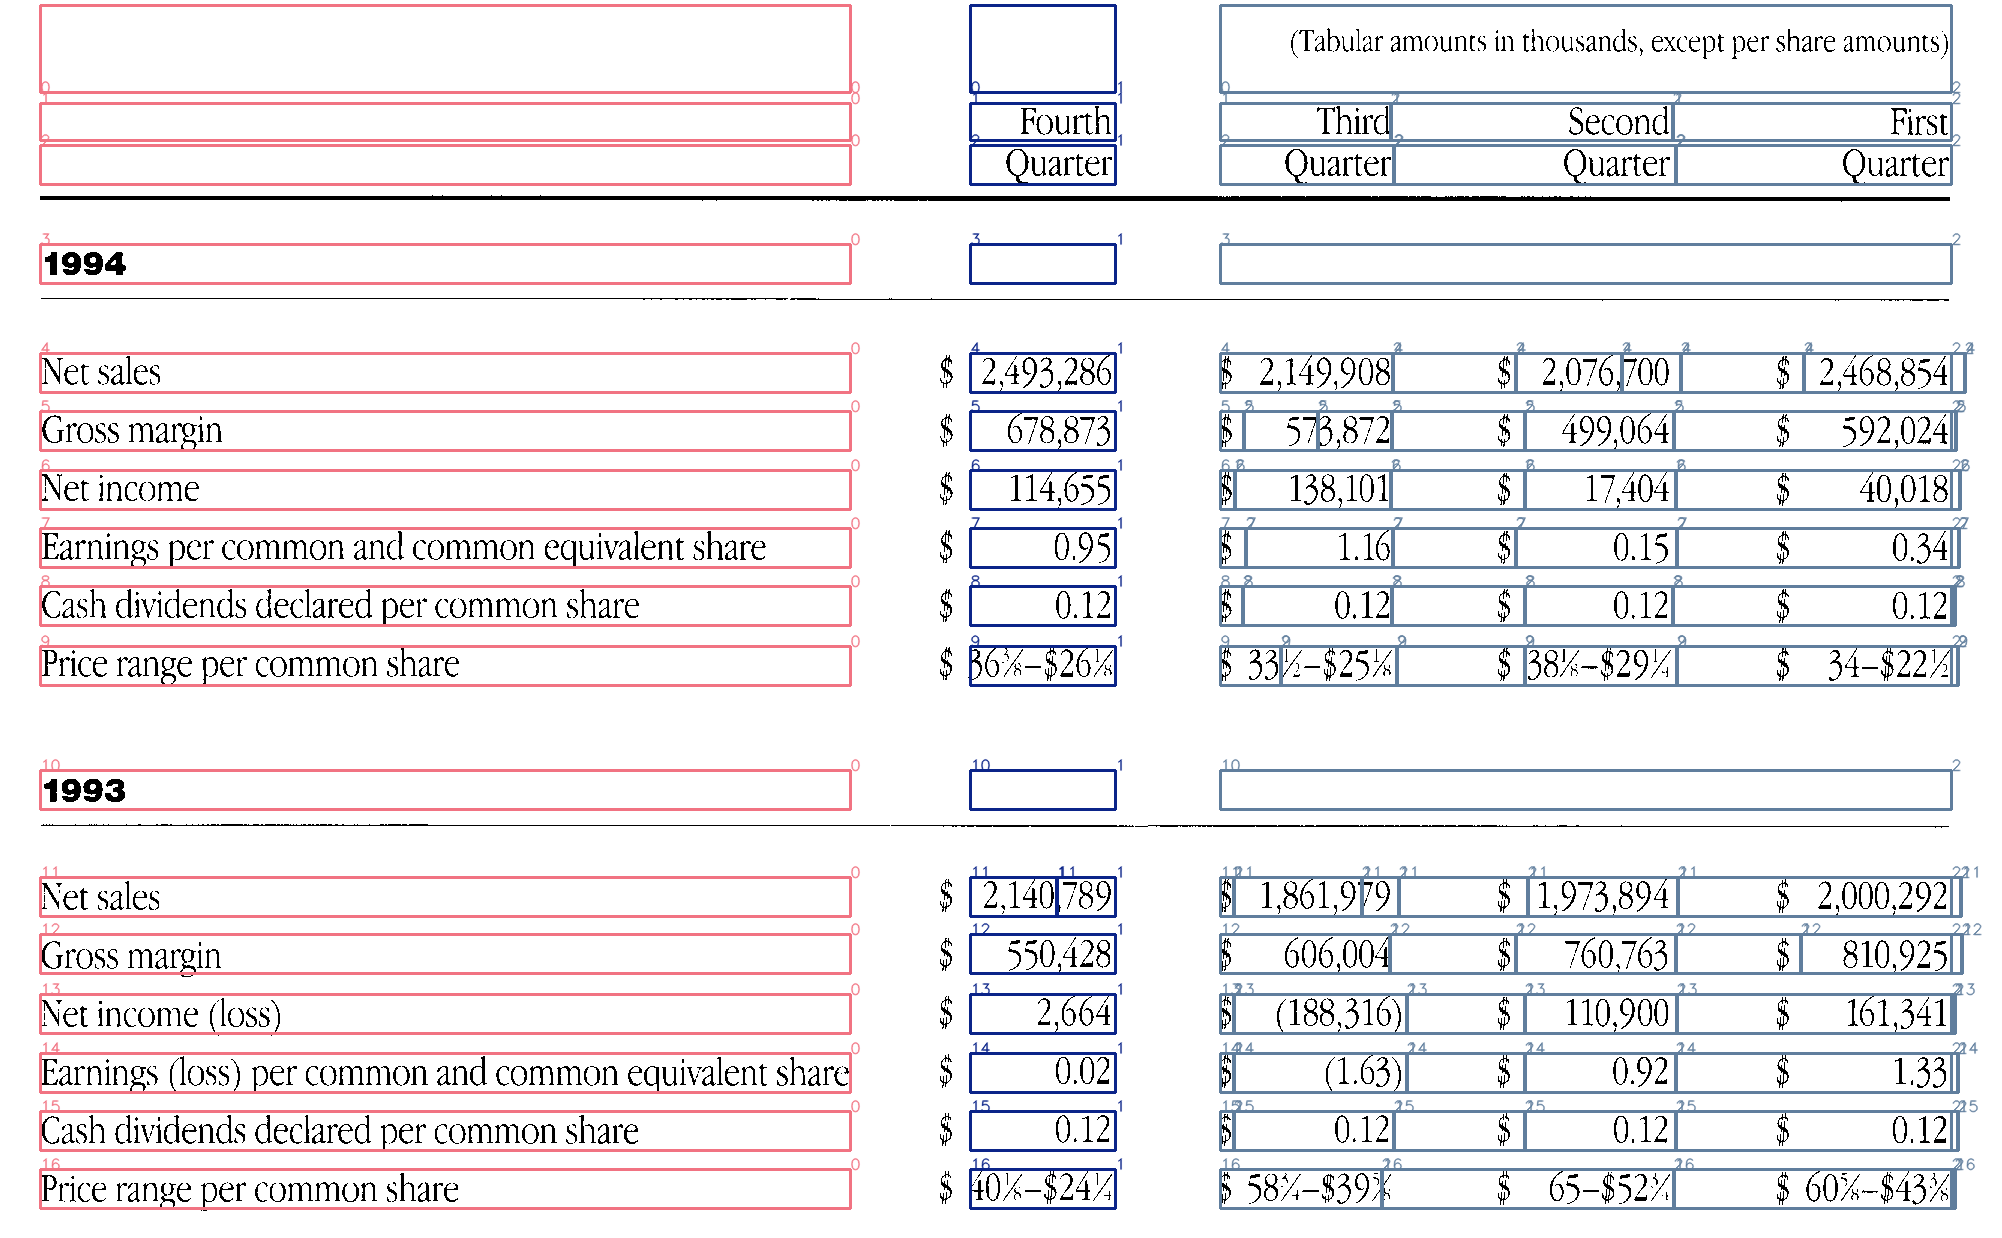 (Tabular amounts in thousands, except per share amounts)
Fourth Third Second First
Quarter Quarter Quarter Quarter
1994
Net sales $ 2,493,286 $ 2,149,908 $ 2,076,700 $ 2,468,854
Gross margin $ 678,873 $ 573,872 $ 499,064 $ 592,024
Net income $ 114,655 $ 138,101 $ 17,404 $ 40,018
Earnings per common and common equivalent share $ 0.95 $ 1.16 $ 0.15 $ 0.34
Cash dividends declared per common share $ 0.12 $ 0.12 $ 0.12 $ 0.12
Price range per common share $ 36⅜–$26⅛ $ 33½–$25⅛ $ 38⅛–$29¼ $ 34–$22½
1993
Net sales $ 2,140,789 $ 1,861,979 $ 1,973,894 $ 2,000,292
Gross margin $ 550,428 $ 606,004 $ 760,763 $ 810,925
Net income (loss) $ 2,664 $ (188,316) $ 110,900 $ 161,341
Earnings (loss) per common and common equivalent share $ 0.02 $ (1.63) $ 0.92 $ 1.33
Cash dividends declared per common share $ 0.12 $ 0.12 $ 0.12 $ 0.12
Price range per common share $ 40⅛–$24¼ $ 58¾–$39⅝ $ 65–$52¾ $ 60⅝–$43⅜